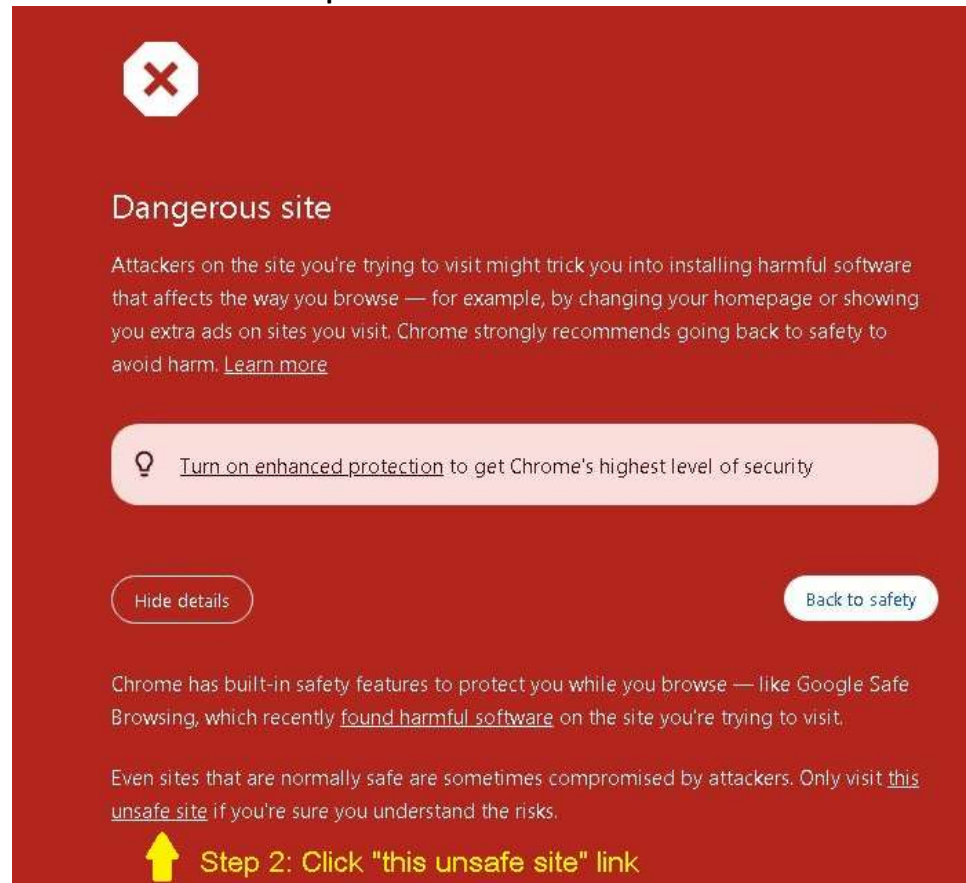 Dangerous site
Attackers on the site you're trying to visit might trick you into installing harmful software
that affects the way you browse — for example, by changing your homepage or showing
you extra ads on sites you visit. Chrome strongly recommends going back to safety to
avoid harm. Learn more
Turn on enhanced protection to get Chrome's highest level of security
Hide details
Back to safety
Chrome has built-in safety features to protect you while you browse — like Google Safe
Browsing, which recently found harmful software on the site you're trying to visit.
Even sites that are normally safe are sometimes compromised by attackers. Only visit this
unsafe site if you're sure you understand the risks.
Step 2: Click "this unsafe site" link